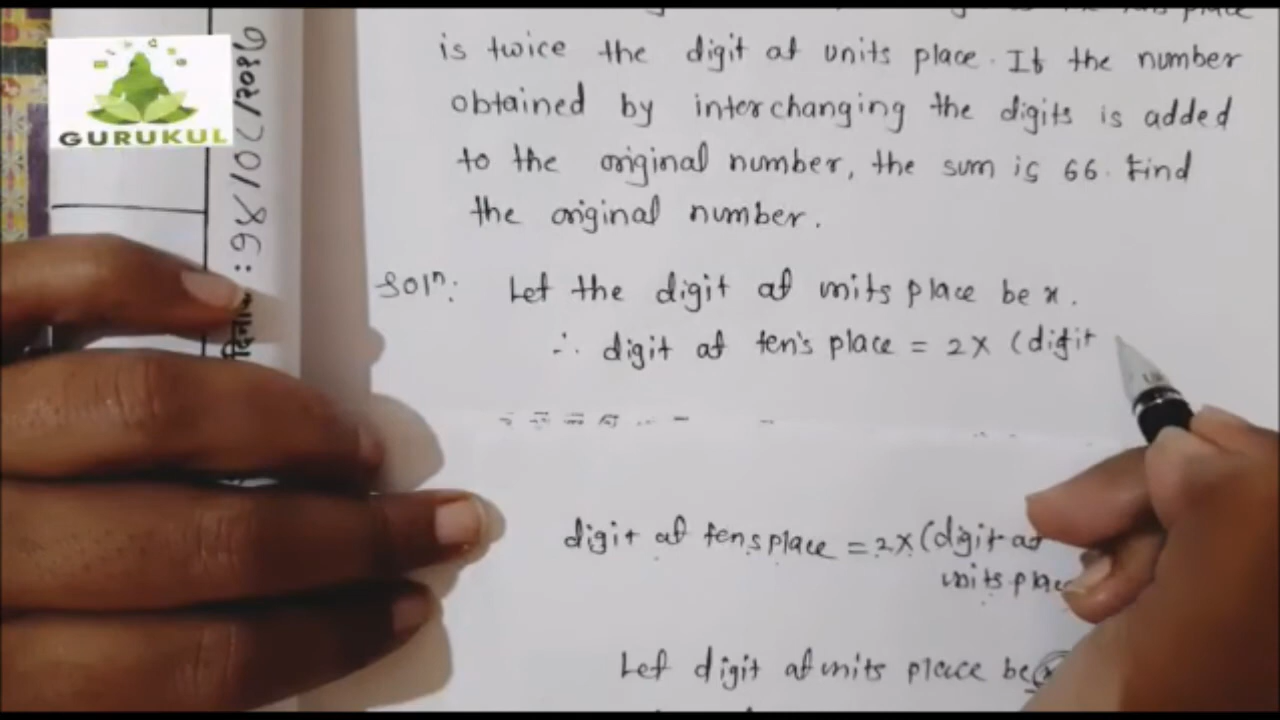 place
is twice the digit at units place. If the number
obtained by interchanging the digits is added
to the original number, the sum is 66. Find
the original number.
Soln: Let the digit at units place be x.
∴ digit at ten's place = 2X (digit
digit at tens place = 2X (digit at
units plac
Let digit at units place be x
GURUKUL